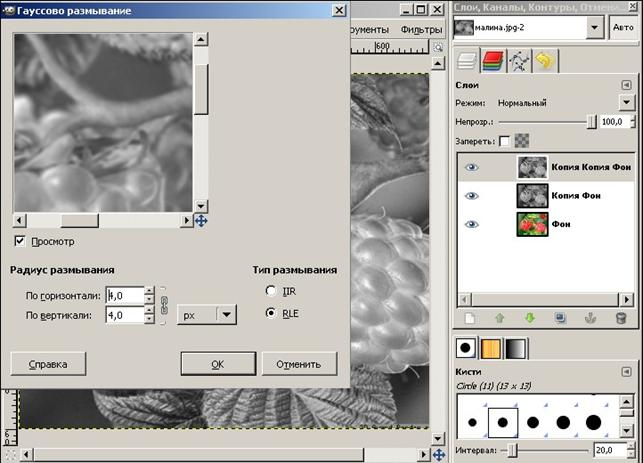 Гауссово размывание
Просмотр
Радиус размывания
По горизонтали: 4,0
По вертикали: 4,0
px
Тип размывания
IIR
RLE
Справка
OK
Отменить
рументы Фильтры
600
Слои, Каналы, Контуры, Отмени...
малина.jpg-2
Авто
Слои
Режим: Нормальный
Непрозр.: 100,0
Запереть:
Копия Копия Фон
Копия Фон
Фон
Кисти
Circle (11) (13 × 13)
Интервал: 20,0